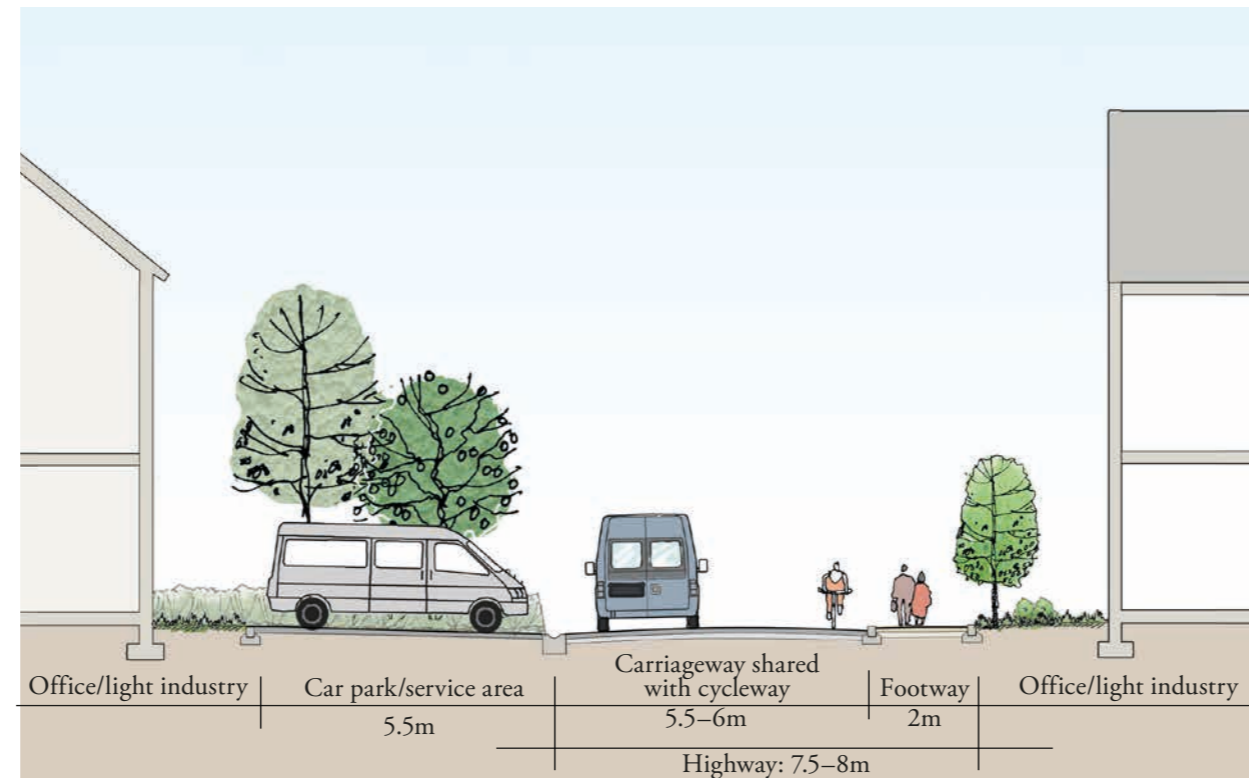 Office/light industry
Car park/service area
5.5m
Carriageway shared
with cycleway
5.5–6m
Footway
2m
Office/light industry
Highway: 7.5–8m